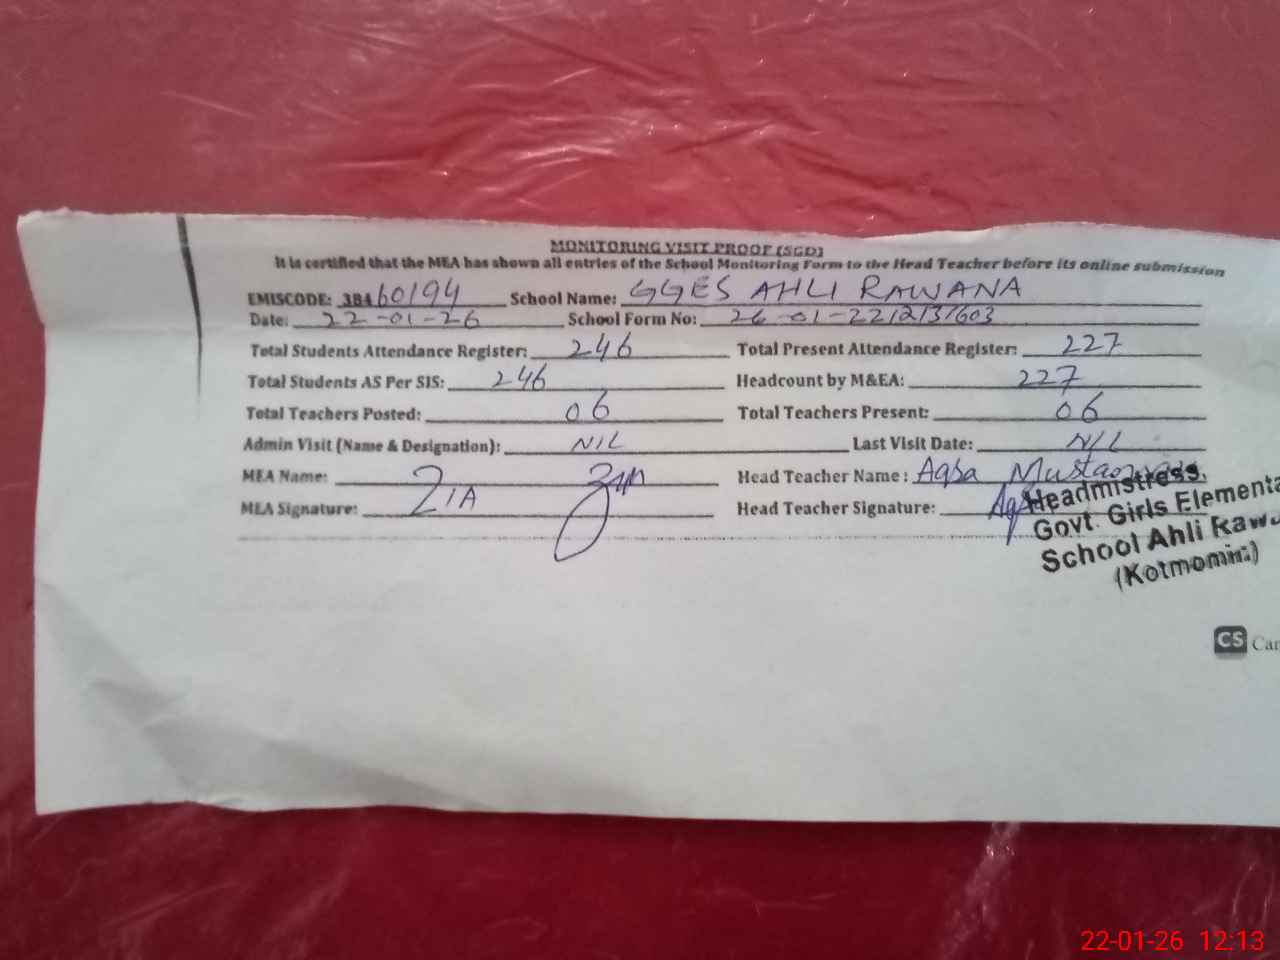 MONITORING VISIT PROOF (SGD)
It is certified that the MEA has shown all entries of the School Monitoring Form to the Head Teacher before its online submission
EMISCODE: 38460194 School Name: GGES AHLI RAWANA
Date: 22-01-26 School Form No: 26-01-2212137603
Total Students Attendance Register: 246 Total Present Attendance Register: 227
Total Students AS Per SIS: 246 Headcount by M&EA: 227
Total Teachers Posted: 06 Total Teachers Present: 06
Admin Visit (Name & Designation): NIL Last Visit Date: NIL
MEA Name: ZIA Head Teacher Name: Aqsa
MEA Signature: Head Teacher Signature:
Headmistress.
Govt. Girls Elementa
School Ahli Raw
(Kotmomin)
CS Car
22-01-26 12:13